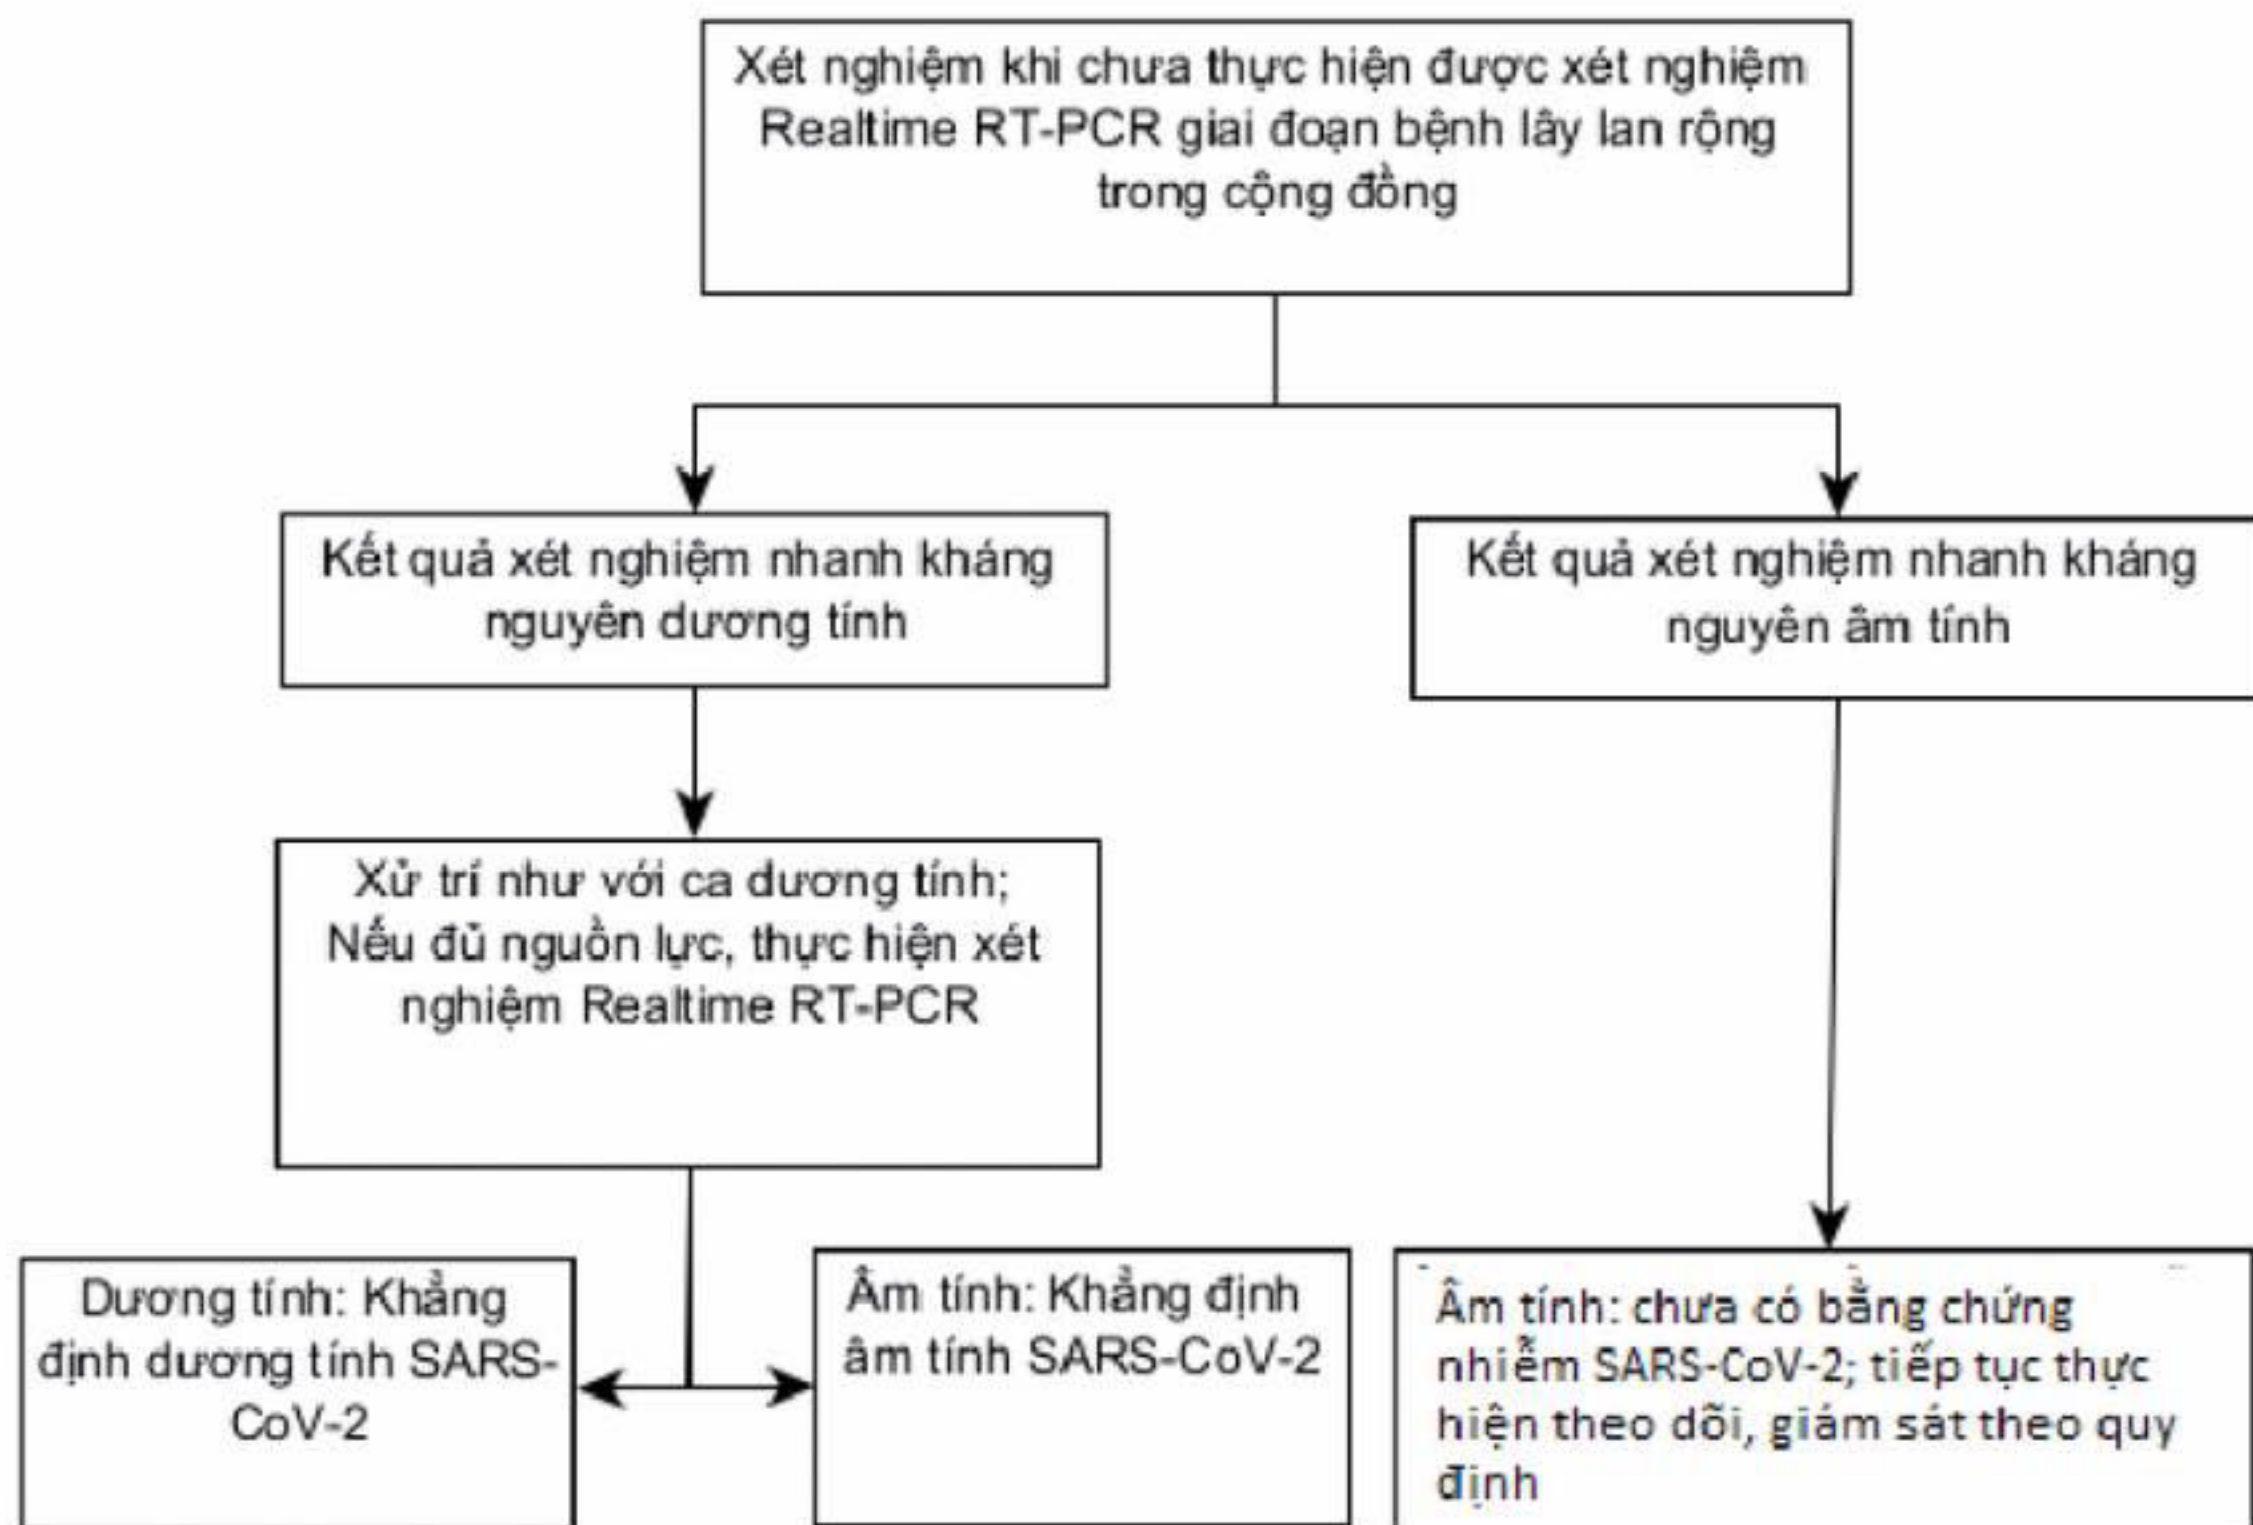 Xét nghiệm khi chưa thực hiện được xét nghiệm
Realtime RT-PCR giai đoạn bệnh lây lan rộng
trong cộng đồng
Kết quả xét nghiệm nhanh kháng
nguyên dương tính
Kết quả xét nghiệm nhanh kháng
nguyên âm tính
Xử trí như với ca dương tính;
Nếu đủ nguồn lực, thực hiện xét
nghiệm Realtime RT-PCR
Dương tính: Khẳng
định dương tính SARS-
CoV-2
Âm tính: Khẳng định
âm tính SARS-CoV-2
Âm tính: chưa có bằng chứng
nhiễm SARS-CoV-2; tiếp tục thực
hiện theo dõi, giám sát theo quy
định